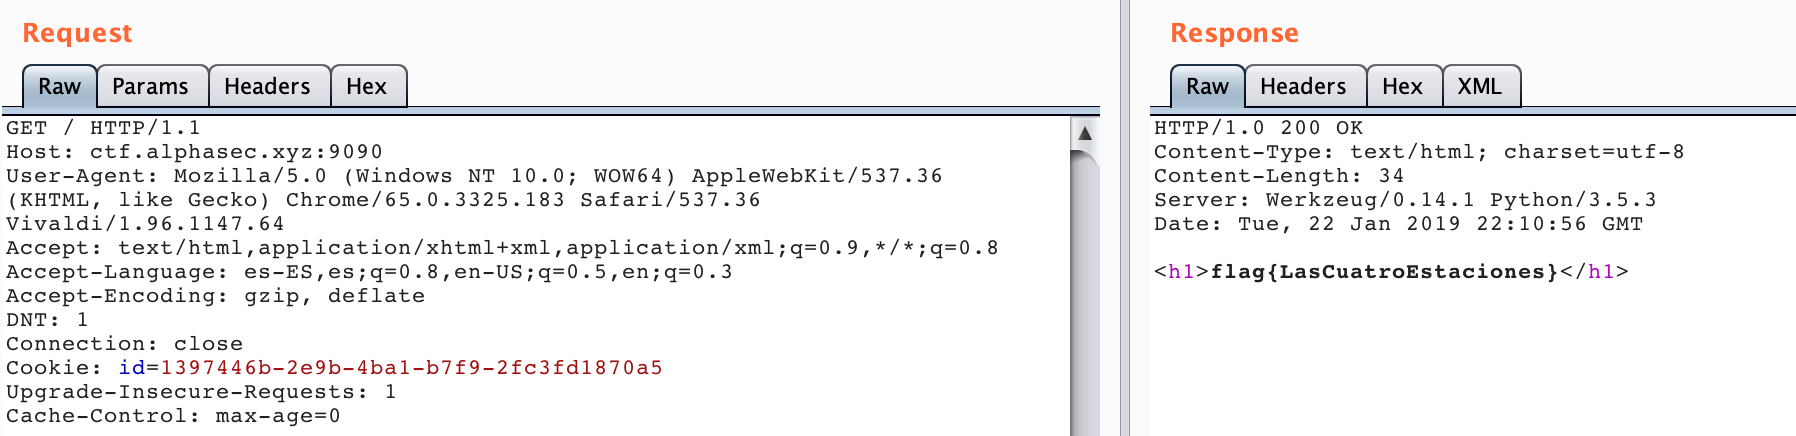 Request
Raw Params Headers Hex
GET / HTTP/1.1
Host: ctf.alphasec.xyz:9090
User-Agent: Mozilla/5.0 (Windows NT 10.0; WOW64) AppleWebKit/537.36
(KHTML, like Gecko) Chrome/65.0.3325.183 Safari/537.36
Vivaldi/1.96.1147.64
Accept: text/html,application/xhtml+xml,application/xml;q=0.9,*/*;q=0.8
Accept-Language: es-ES,es;q=0.8,en-US;q=0.5,en;q=0.3
Accept-Encoding: gzip, deflate
DNT: 1
Connection: close
Cookie: id=1397446b-2e9b-4ba1-b7f9-2fc3fd1870a5
Upgrade-Insecure-Requests: 1
Cache-Control: max-age=0
Response
Raw Headers Hex XML
HTTP/1.0 200 OK
Content-Type: text/html; charset=utf-8
Content-Length: 34
Server: Werkzeug/0.14.1 Python/3.5.3
Date: Tue, 22 Jan 2019 22:10:56 GMT
<h1>flag{LasCuatroEstaciones}</h1>